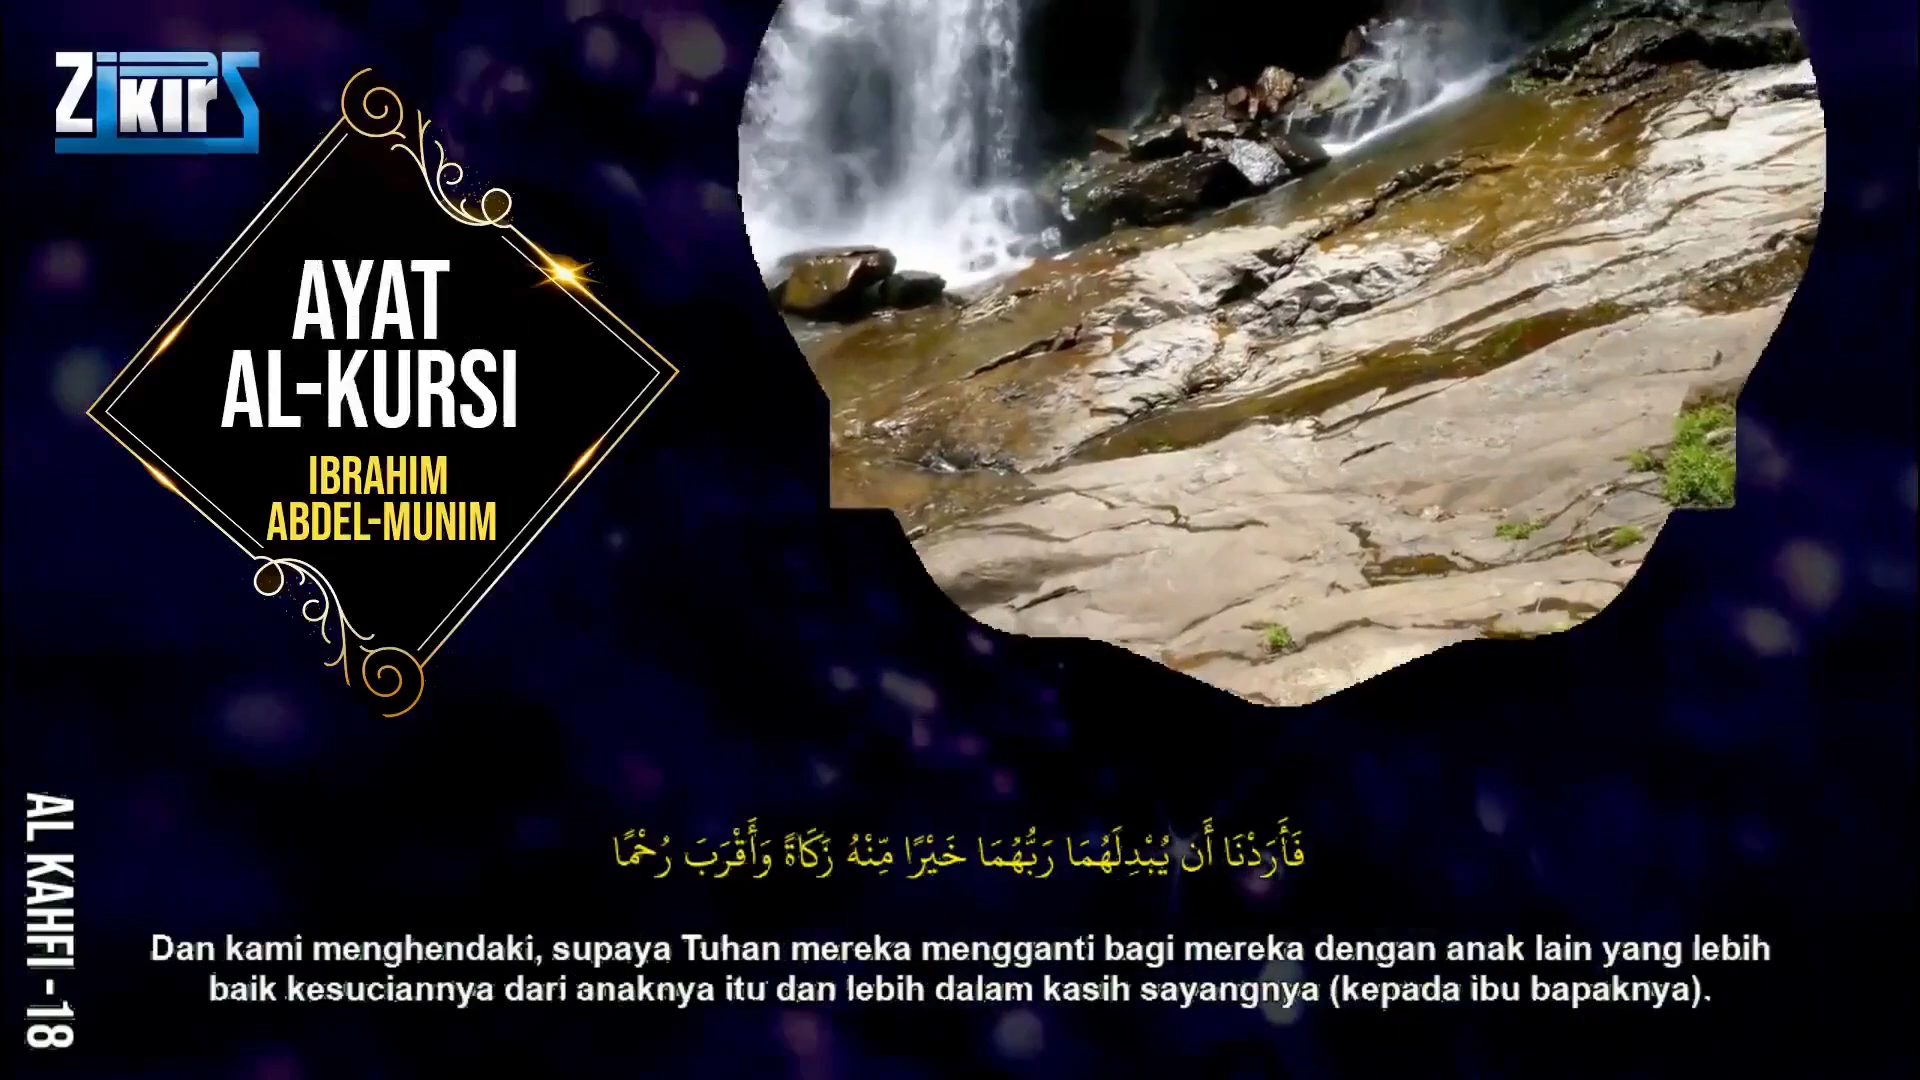 ZikirTS
AYAT
AL-KURSI
IBRAHIM
ABDEL-MUNIM
AL KAHFI - 18
فَأَرَدْنَا أَن يُبْدِلَهُمَا رَبُّهُمَا خَيْرًا مِّنْهُ زَكَاةً وَأَقْرَبَ رُحْمًا
Dan kami menghendaki, supaya Tuhan mereka mengganti bagi mereka dengan anak lain yang lebih
baik kesuciannya dari anaknya itu dan lebih dalam kasih sayangnya (kepada ibu bapaknya).